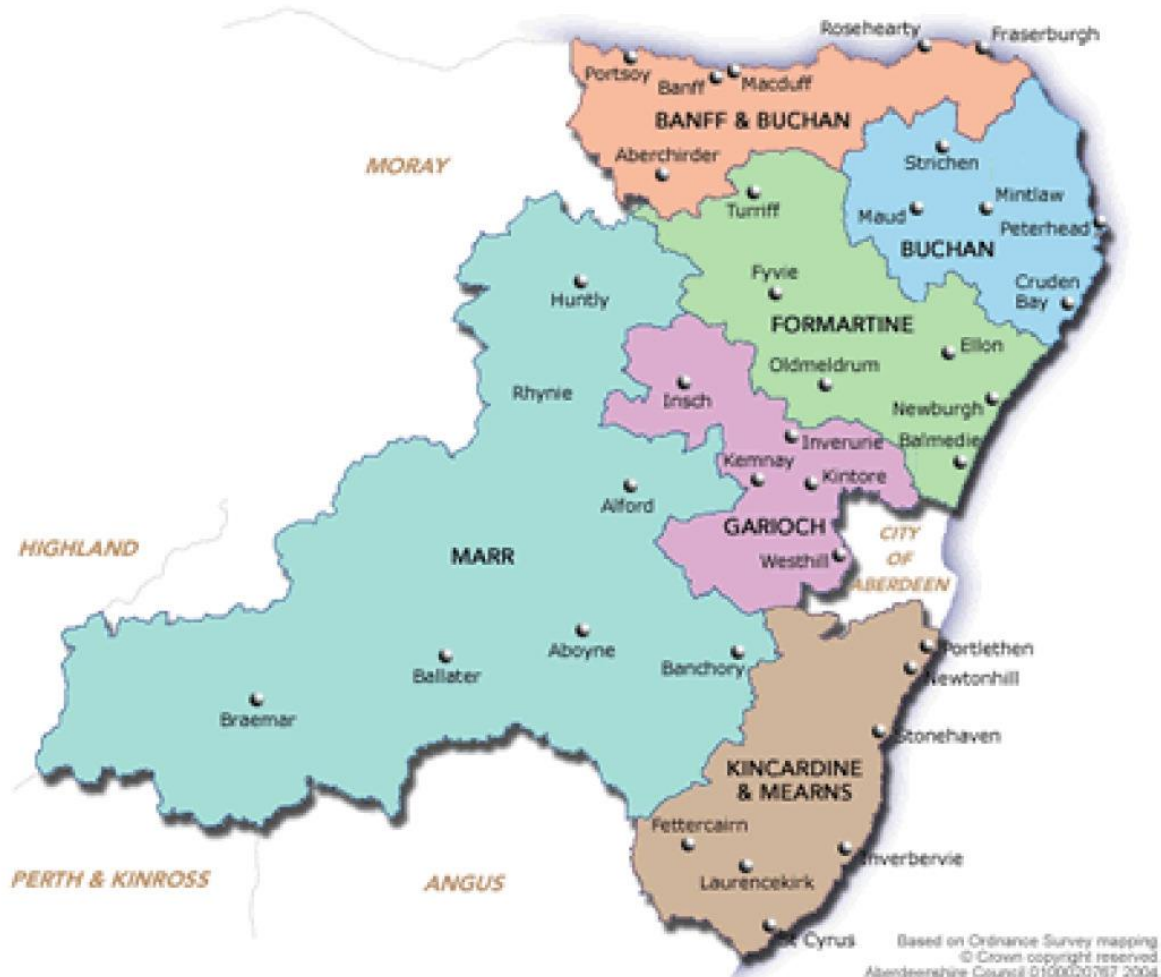 Rosehearty
Fraserburgh
Portsoy
Banff
Macduff
BANFF & BUCHAN
Aberchirder
MORAY
Strichen
Turriff
Maud
Mintlaw
Peterhead
BUCHAN
Fyvie
Huntly
Cruden
Bay
FORMARTINE
Ellon
Oldmeldrum
Rhynie
Insch
Newburgh
Inverurie
Balmedie
Kemnay
Kintore
Alford
GARIOCH
CITY
OF
ABERDEEN
HIGHLAND
MARR
Westhill
Aboyne
Banchory
Portlethen
Ballater
Newtonhill
Braemar
Stonehaven
KINCARDINE
& MEARNS
Fettercairn
Inverbervie
PERTH & KINROSS
ANGUS
Laurencekirk
St Cyrus
Based on Ordnance Survey mapping
© Crown copyright reserved
Aberdeenshire Council